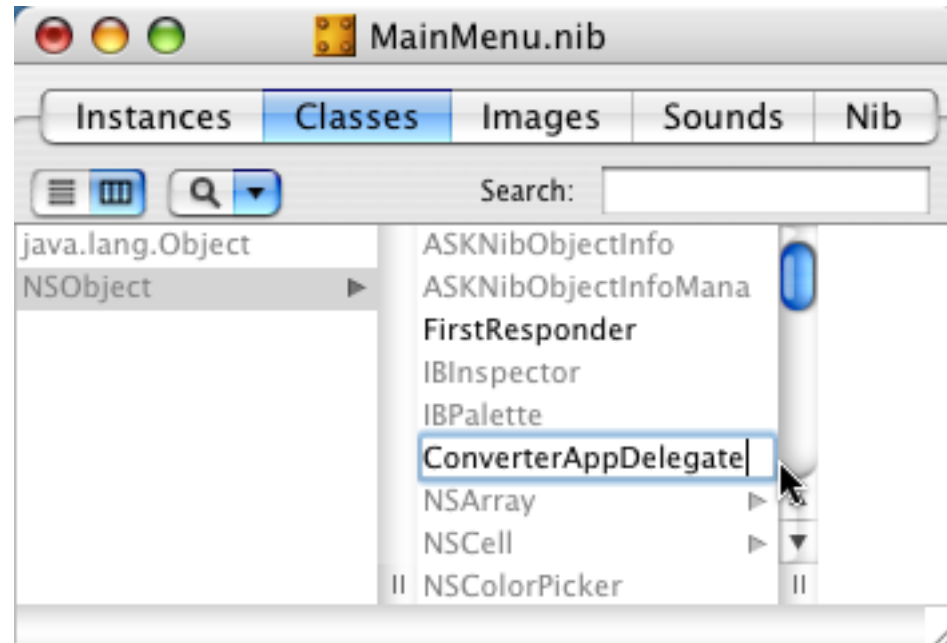 MainMenu.nib
Instances Classes Images Sounds Nib
Search:
java.lang.Object
NSObject
ASKNibObjectInfo
ASKNibObjectInfoMana
FirstResponder
IBInspector
IBPalette
ConverterAppDelegate
NSArray
NSCell
NSColorPicker